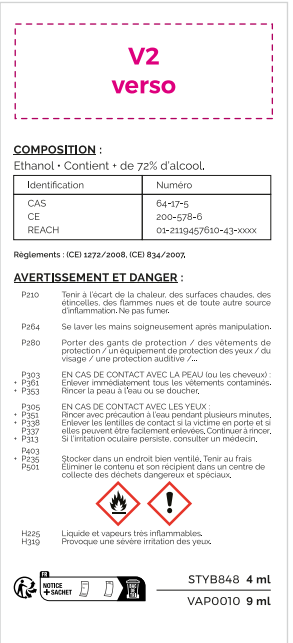 V2
verso
COMPOSITION :
Ethanol • Contient + de 72% d'alcool.
Identification Numéro
CAS 64-17-5
CE 200-578-6
REACH 01-2119457610-43-xxxx
Règlements : (CE) 1272/2008, (CE) 834/2007,
AVERTISSEMENT ET DANGER :
P210 Tenir à l'écart de la chaleur, des surfaces chaudes, des
étincelles, des flammes nues et de toute autre source
d'inflammation. Ne pas fumer.
P264 Se laver les mains soigneusement après manipulation.
P280 Porter des gants de protection / des vêtements de
protection / un équipement de protection des yeux / du
visage / une protection auditive /...
P303 EN CAS DE CONTACT AVEC LA PEAU (ou les cheveux) :
+ P361 Enlever immédiatement tous les vêtements contaminés.
+ P353 Rincer la peau à l'eau ou se doucher.
P305 EN CAS DE CONTACT AVEC LES YEUX :
+ P351 Rincer avec précaution à l'eau pendant plusieurs minutes.
+ P338 Enlever les lentilles de contact si la victime en porte et si
P337 elles peuvent être facilement enlevées. Continuer à rincer.
+ P313 Si l'irritation oculaire persiste, consulter un médecin.
P403
+ P235 Stocker dans un endroit bien ventilé, Tenir au frais
P501 Éliminer le contenu et son récipient dans un centre de
collecte des déchets dangereux et spéciaux.
H225 Liquide et vapeurs très inflammables.
H319 Provoque une sévère irritation des yeux.
FR
NOTICE
+ SACHET
BAC
DE
TRI
STYB848 4 ml
VAP0010 9 ml